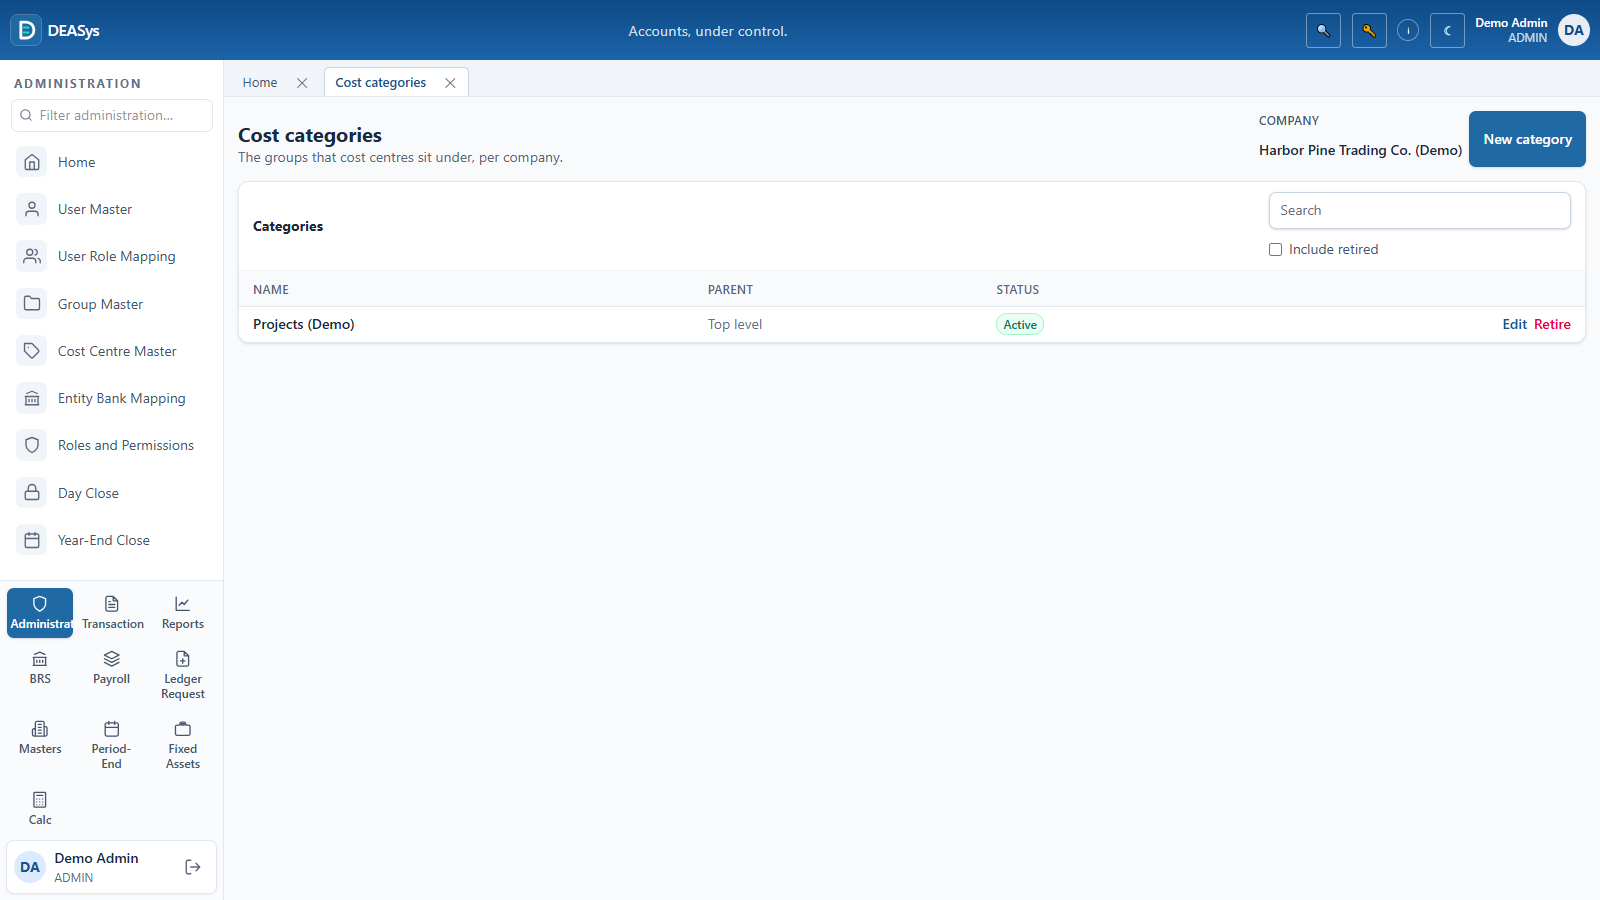 DEASys
Accounts, under control.
Demo Admin
ADMIN
DA
ADMINISTRATION
Filter administration...
Home
User Master
User Role Mapping
Group Master
Cost Centre Master
Entity Bank Mapping
Roles and Permissions
Day Close
Year-End Close
Administrat
Transaction
Reports
BRS
Payroll
Ledger
Request
Masters
Period-
End
Fixed
Assets
Calc
DA
Demo Admin
ADMIN
Home
Cost categories
Cost categories
The groups that cost centres sit under, per company.
COMPANY
Harbor Pine Trading Co. (Demo)
New category
Categories
Search
Include retired
NAME PARENT STATUS
Projects (Demo) Top level Active Edit Retire